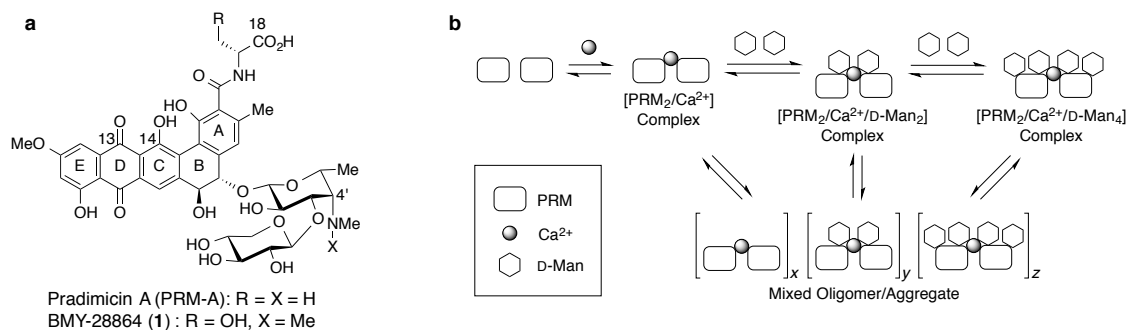 a
R
18
CO2H
O
NH
HO
Me
A
O
OH
13
14
MeO
E
D
C
B
OH
O
HO
O
O
Me
HO
4'
O
NMe
X
HO
O
O
HO
HO
OH
Pradimicin A (PRM-A): R = X = H
BMY-28864 (1) : R = OH, X = Me
b
[PRM2/Ca2+]
Complex
[PRM2/Ca2+/D-Man2]
Complex
[PRM2/Ca2+/D-Man4]
Complex
PRM
Ca2+
D-Man
x
y
z
Mixed Oligomer/Aggregate